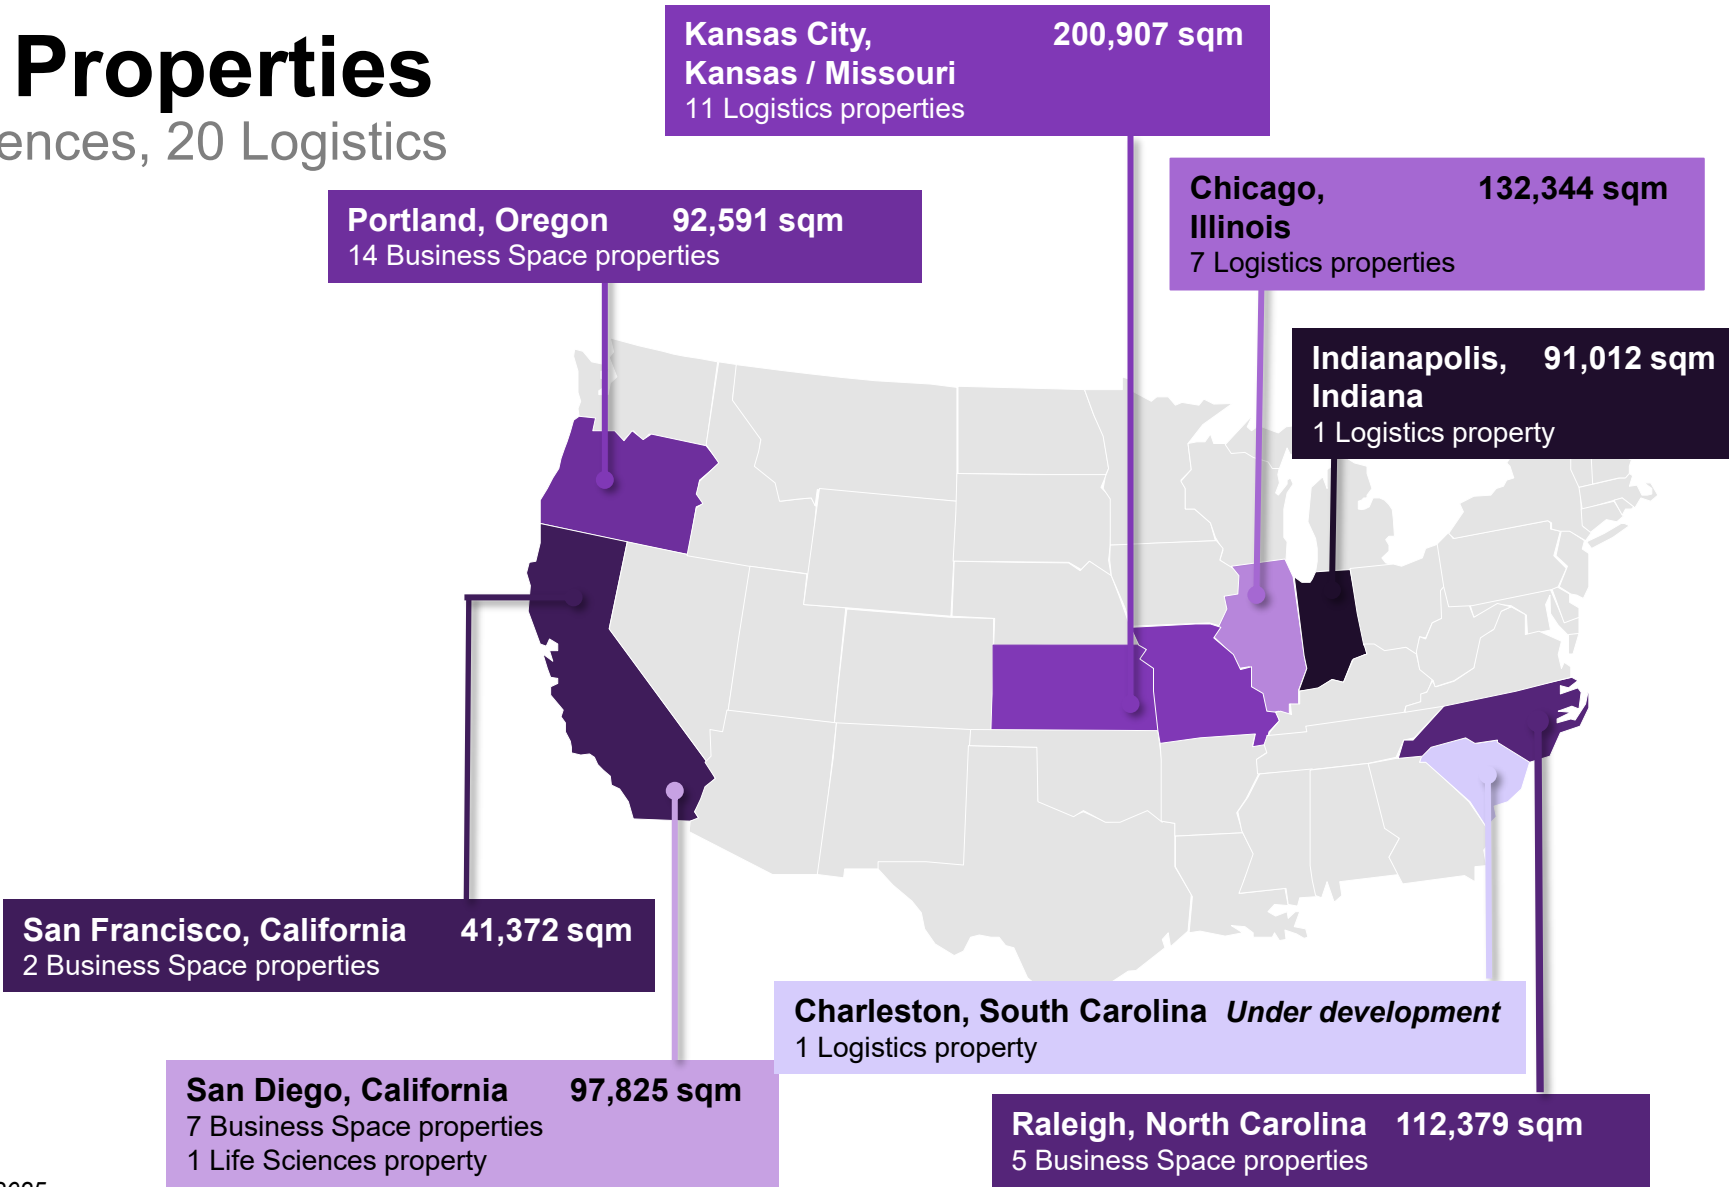 Properties
ences, 20 Logistics
Kansas City, 200,907 sqm
Kansas / Missouri
11 Logistics properties
Chicago, 132,344 sqm
Illinois
7 Logistics properties
Portland, Oregon 92,591 sqm
14 Business Space properties
Indianapolis, 91,012 sqm
Indiana
1 Logistics property
San Francisco, California 41,372 sqm
2 Business Space properties
Charleston, South Carolina Under development
1 Logistics property
San Diego, California 97,825 sqm
7 Business Space properties
1 Life Sciences property
Raleigh, North Carolina 112,379 sqm
5 Business Space properties